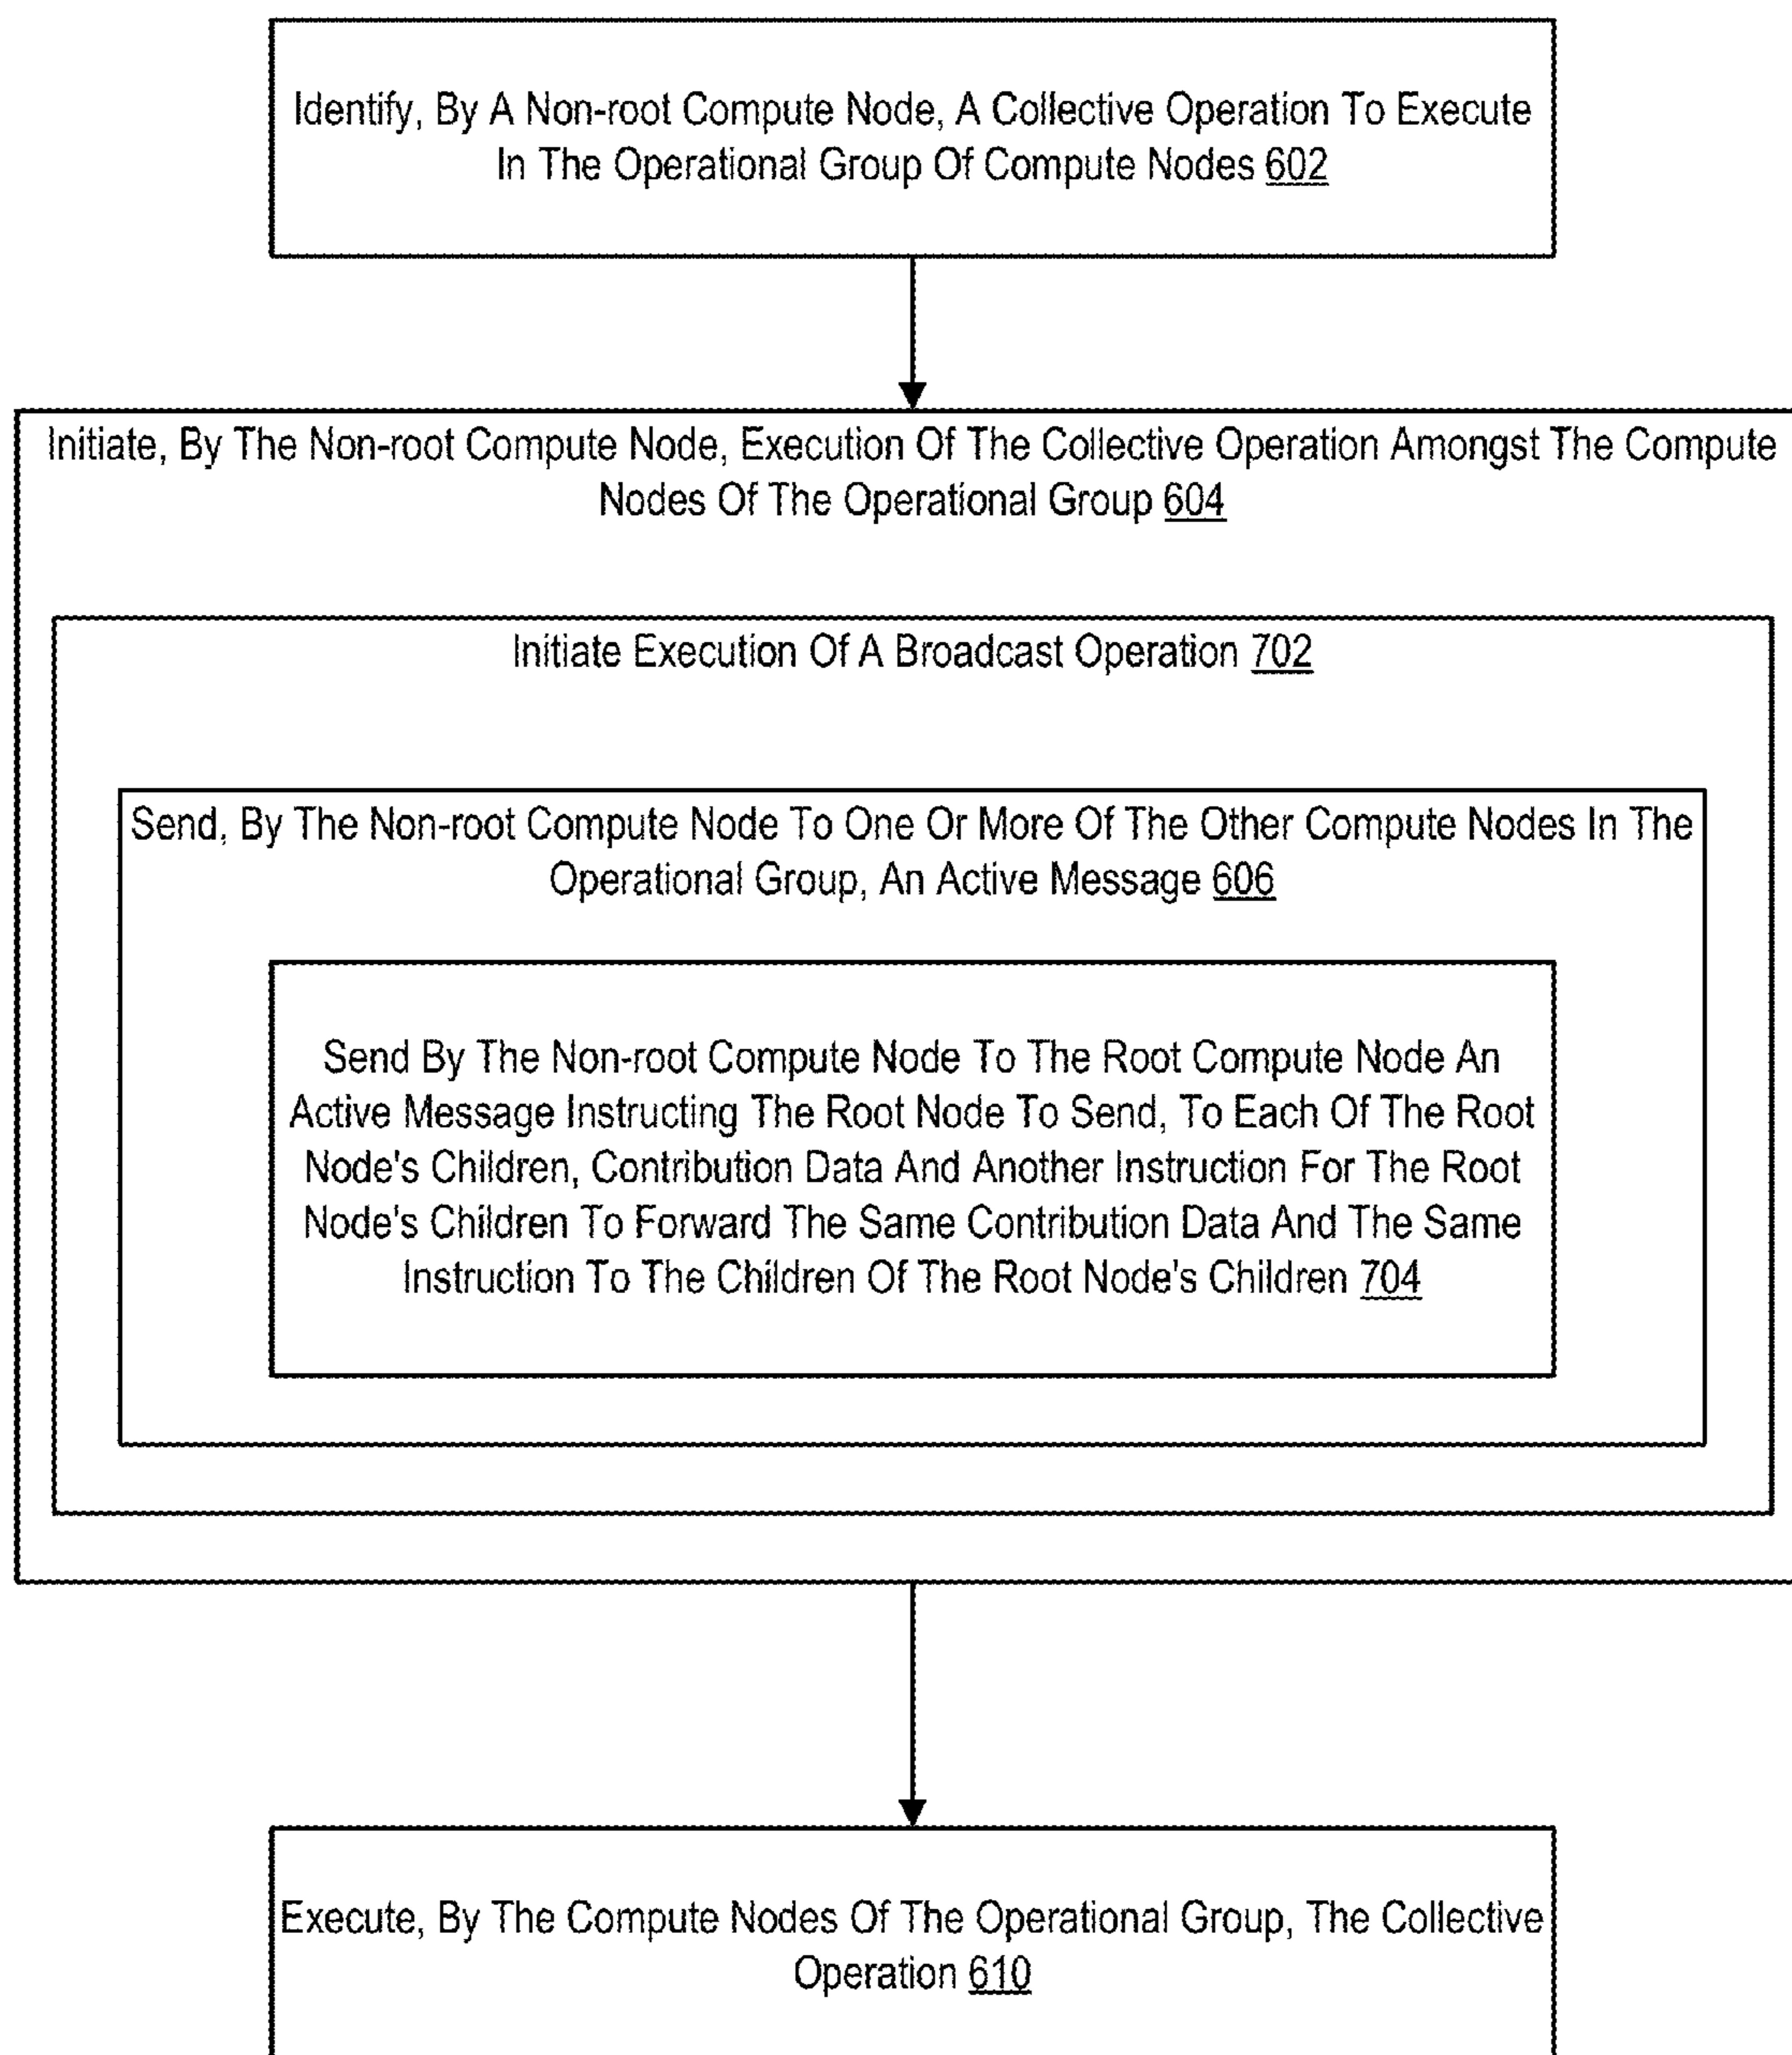 Identify, By A Non-root Compute Node, A Collective Operation To Execute
In The Operational Group Of Compute Nodes 602
Initiate, By The Non-root Compute Node, Execution Of The Collective Operation Amongst The Compute
Nodes Of The Operational Group 604
Initiate Execution Of A Broadcast Operation 702
Send, By The Non-root Compute Node To One Or More Of The Other Compute Nodes In The
Operational Group, An Active Message 606
Send By The Non-root Compute Node To The Root Compute Node An
Active Message Instructing The Root Node To Send, To Each Of The Root
Node's Children, Contribution Data And Another Instruction For The Root
Node's Children To Forward The Same Contribution Data And The Same
Instruction To The Children Of The Root Node's Children 704
Execute, By The Compute Nodes Of The Operational Group, The Collective
Operation 610